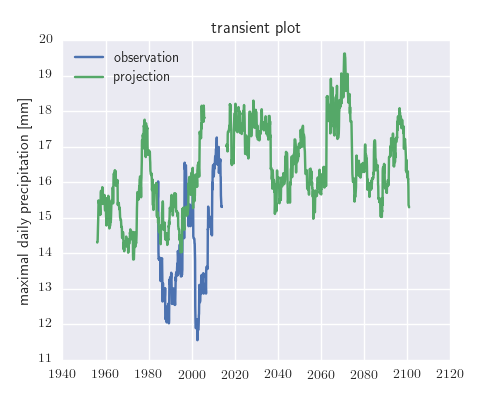 transient plot
observation
projection
maximal daily precipitation [mm]
20
19
18
17
16
15
14
13
12
11
1940 1960 1980 2000 2020 2040 2060 2080 2100 2120